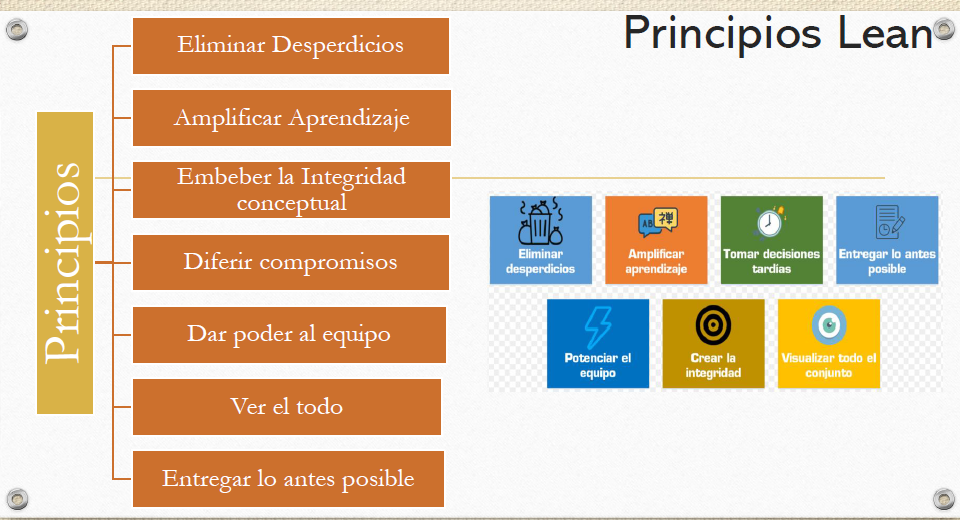 Principios Lean
Principios
Eliminar Desperdicios
Amplificar Aprendizaje
Embeber la Integridad
conceptual
Diferir compromisos
Dar poder al equipo
Ver el todo
Entregar lo antes posible
Eliminar
desperdicios
AB
禅
Amplificar
aprendizaje
Tomar decisiones
tardías
Entregar lo antes
posible
Potenciar el
equipo
Crear la
integridad
Visualizar todo el
conjunto